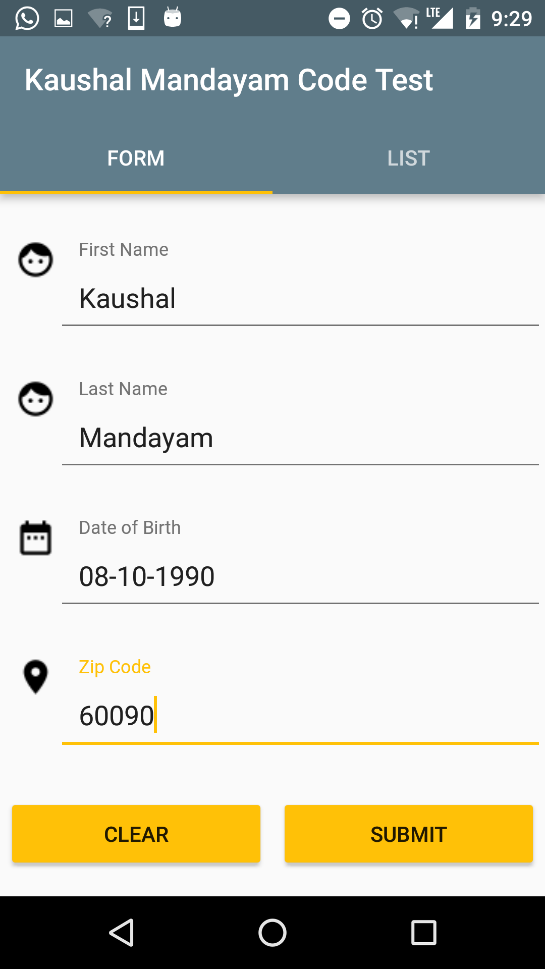 LTE 9:29
Kaushal Mandayam Code Test
FORM LIST
First Name
Kaushal
Last Name
Mandayam
Date of Birth
08-10-1990
Zip Code
60090
CLEAR SUBMIT